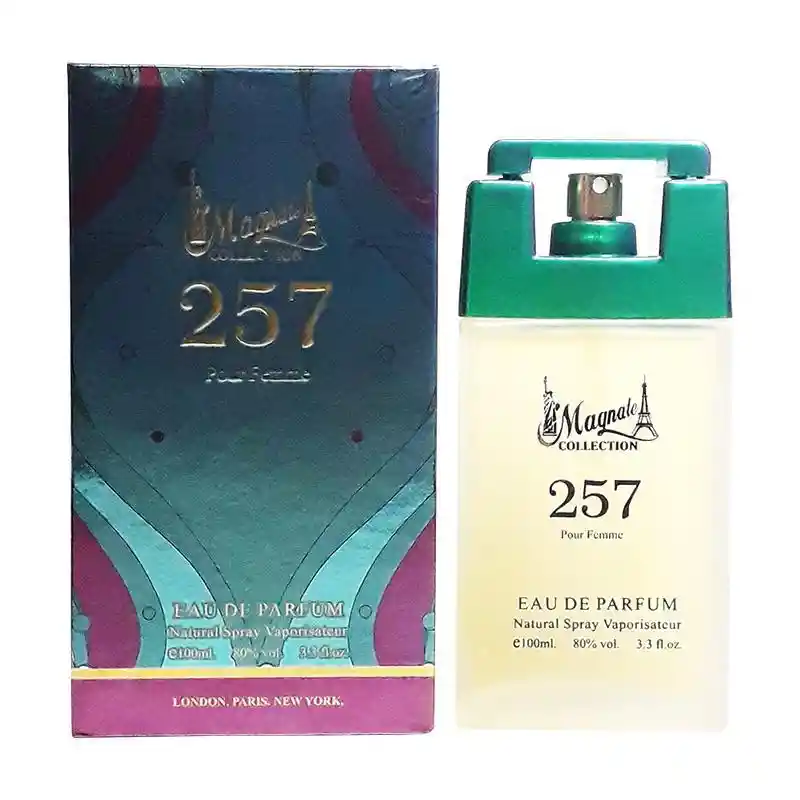 Magnate
COLLECTION
257
Pour Femme
EAU DE PARFUM
Natural Spray Vaporisateur
e100ml. 80% vol. 3.3 fl.oz.
LONDON. PARIS. NEW YORK.
Magnate
COLLECTION
257
Pour Femme
EAU DE PARFUM
Natural Spray Vaporisateur
e100ml. 80% vol. 3.3 fl.oz.